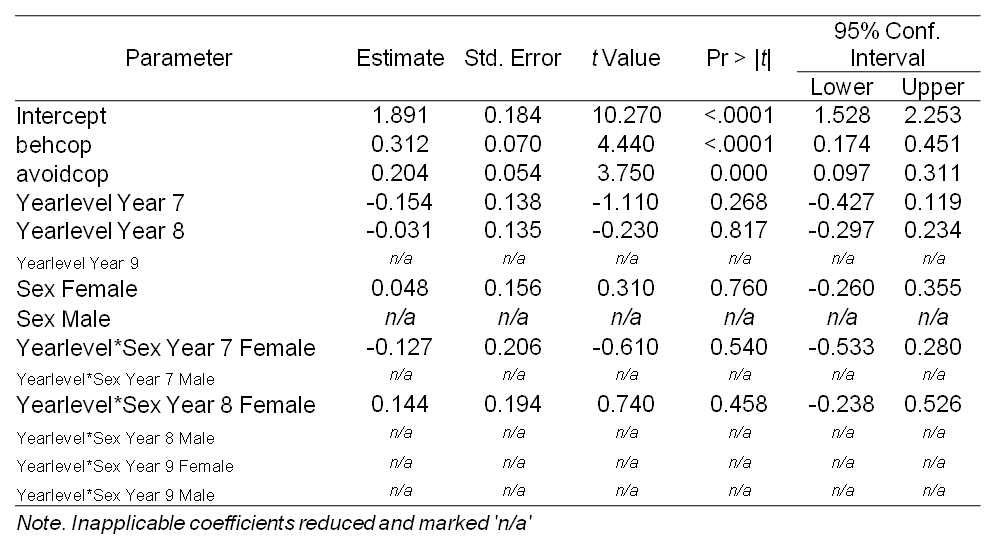 Parameter Estimate Std. Error t Value Pr > |t| 95% Conf. Interval
Lower Upper
Intercept 1.891 0.184 10.270 <.0001 1.528 2.253
behcop 0.312 0.070 4.440 <.0001 0.174 0.451
avoidcop 0.204 0.054 3.750 0.000 0.097 0.311
Yearlevel Year 7 -0.154 0.138 -1.110 0.268 -0.427 0.119
Yearlevel Year 8 -0.031 0.135 -0.230 0.817 -0.297 0.234
Yearlevel Year 9 n/a n/a n/a n/a n/a n/a
Sex Female 0.048 0.156 0.310 0.760 -0.260 0.355
Sex Male n/a n/a n/a n/a n/a n/a
Yearlevel*Sex Year 7 Female -0.127 0.206 -0.610 0.540 -0.533 0.280
Yearlevel*Sex Year 7 Male n/a n/a n/a n/a n/a n/a
Yearlevel*Sex Year 8 Female 0.144 0.194 0.740 0.458 -0.238 0.526
Yearlevel*Sex Year 8 Male n/a n/a n/a n/a n/a n/a
Yearlevel*Sex Year 9 Female n/a n/a n/a n/a n/a n/a
Yearlevel*Sex Year 9 Male n/a n/a n/a n/a n/a n/a
Note. Inapplicable coefficients reduced and marked 'n/a'